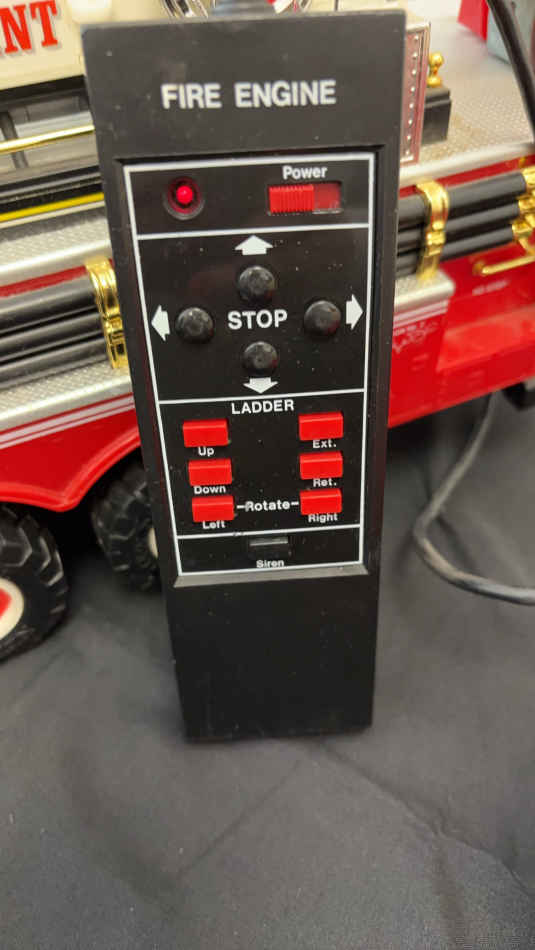 NT
FIRE ENGINE
Power
STOP
LADDER
Up
Ext.
Down
Ret.
Left
-Rotate-
Right
Siren